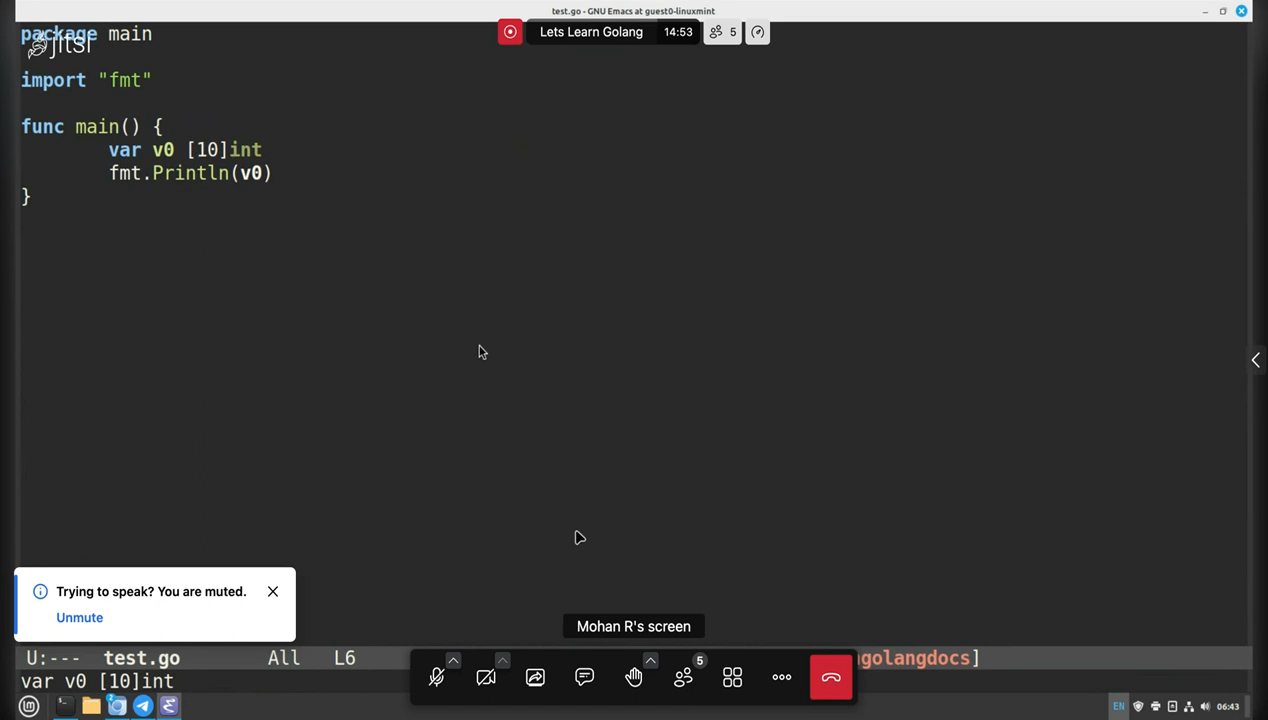 test.go - GNU Emacs at guest0-linuxmint
Lets Learn Golang 14:53 5
jitsi
package main
import "fmt"
func main() {
var v0 [10]int
fmt.Println(v0)
}
Trying to speak? You are muted.
Unmute
Mohan R's screen
U:--- test.go All L6 golangdocs]
5
var v0 [10]int
2
EN 06:43